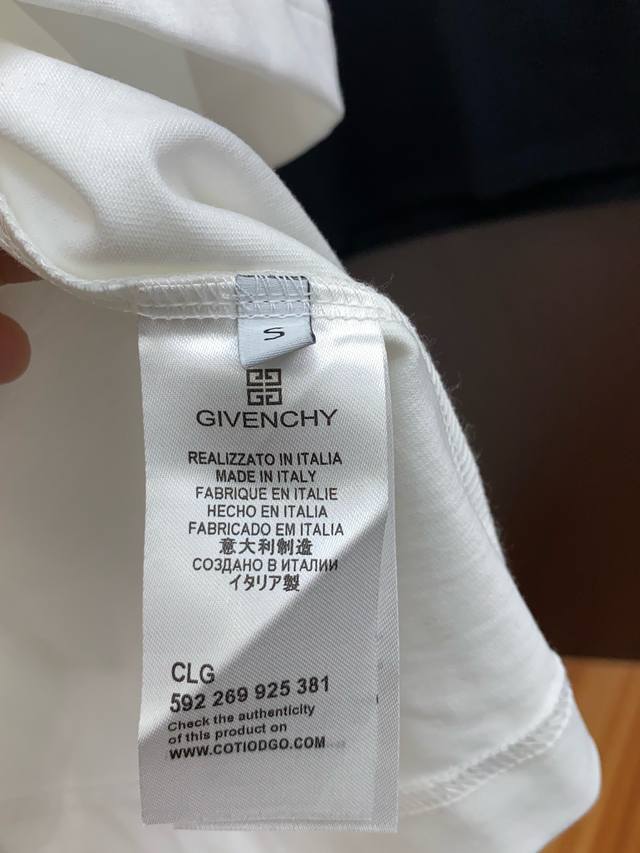 S
GIVENCHY
REALIZZATO IN ITALIA
MADE IN ITALY
FABRIQUE EN ITALIE
HECHO EN ITALIA
FABRICADO EM ITALIA
意大利制造
СОЗДАНО В ИТАЛИИ
イタリア製
CLG
592 269 925 381
Check the authenticity
of this product on
WWW.COTIODGO.COM